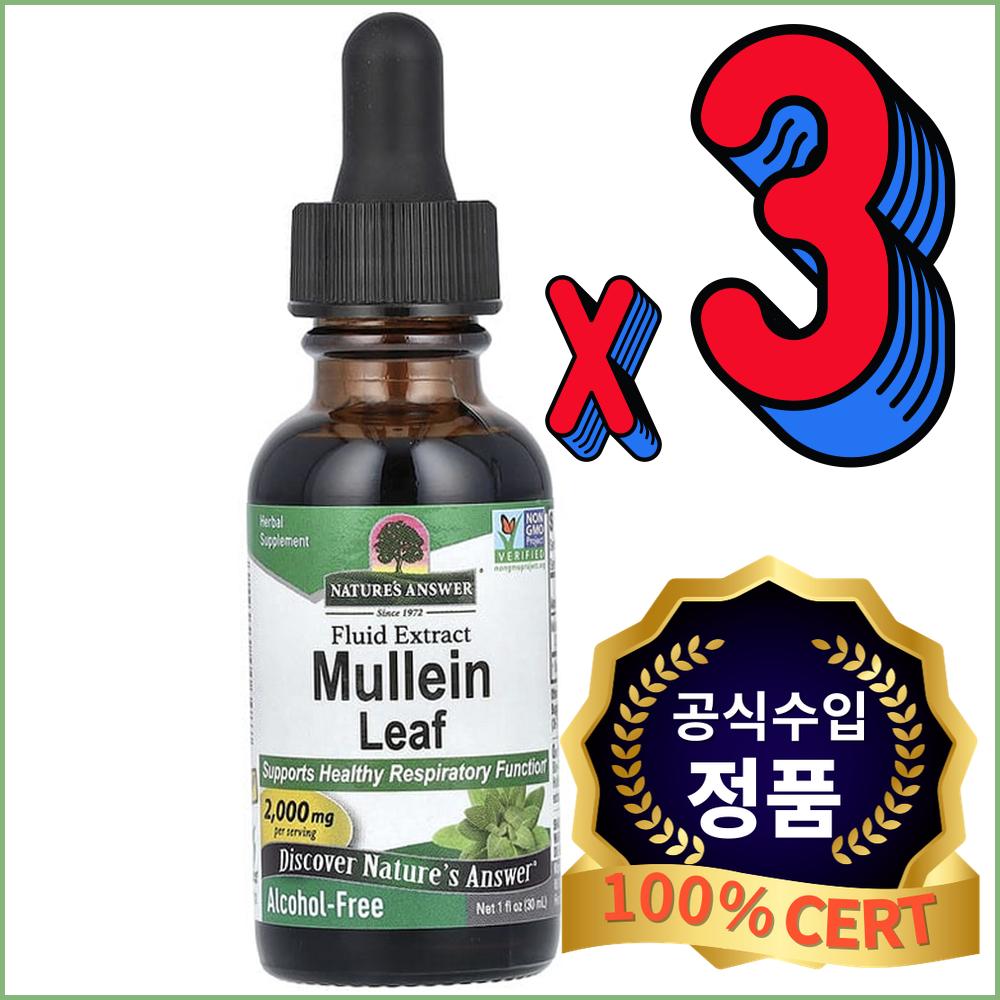 x 3
Herbal
Supplement
NON
GMO
Project
VERIFIED
nongmoproject.org
NATURE'S ANSWER®
Since 1972
Fluid Extract
Mullein
Leaf
Supports Healthy Respiratory Function*
2,000 mg
per serving
Discover Nature's Answer®
Alcohol-Free
Net 1 fl oz (30 mL)
공식수입
정품
100% CERT